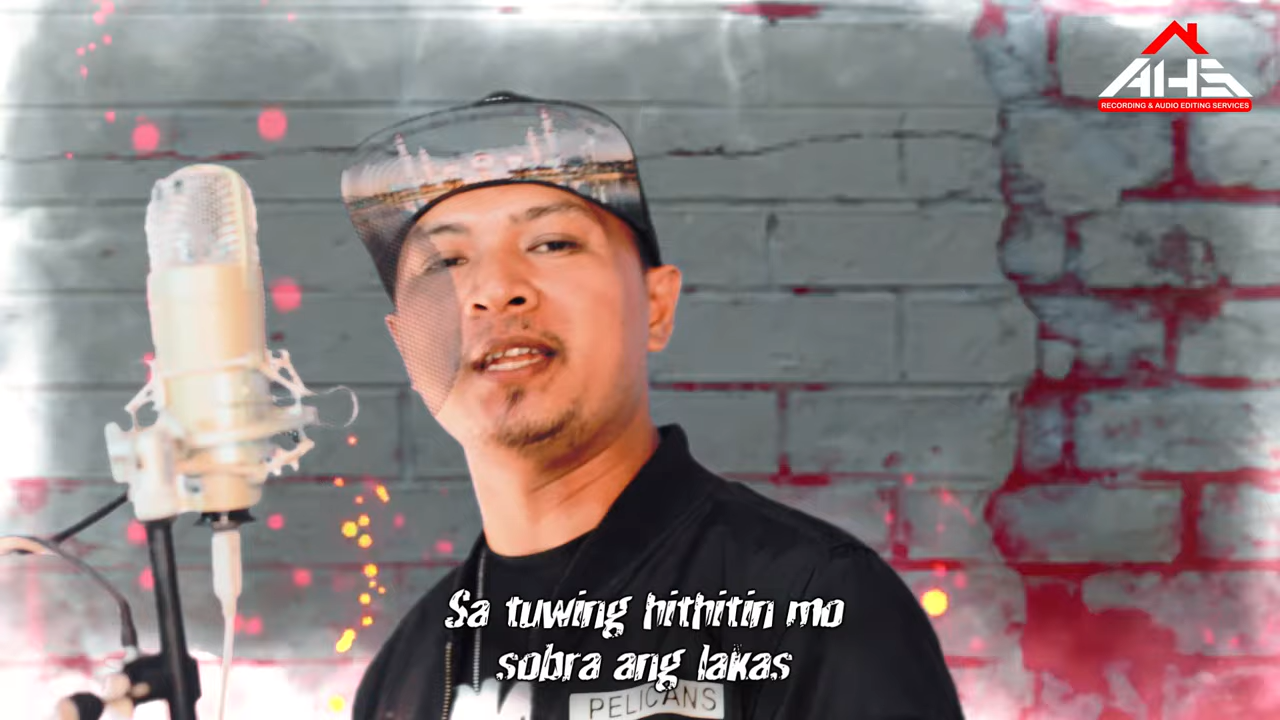 AHS
RECORDING & AUDIO EDITING SERVICES
Sa tuwing hithitin mo
sobra ang lakas
PELICANS